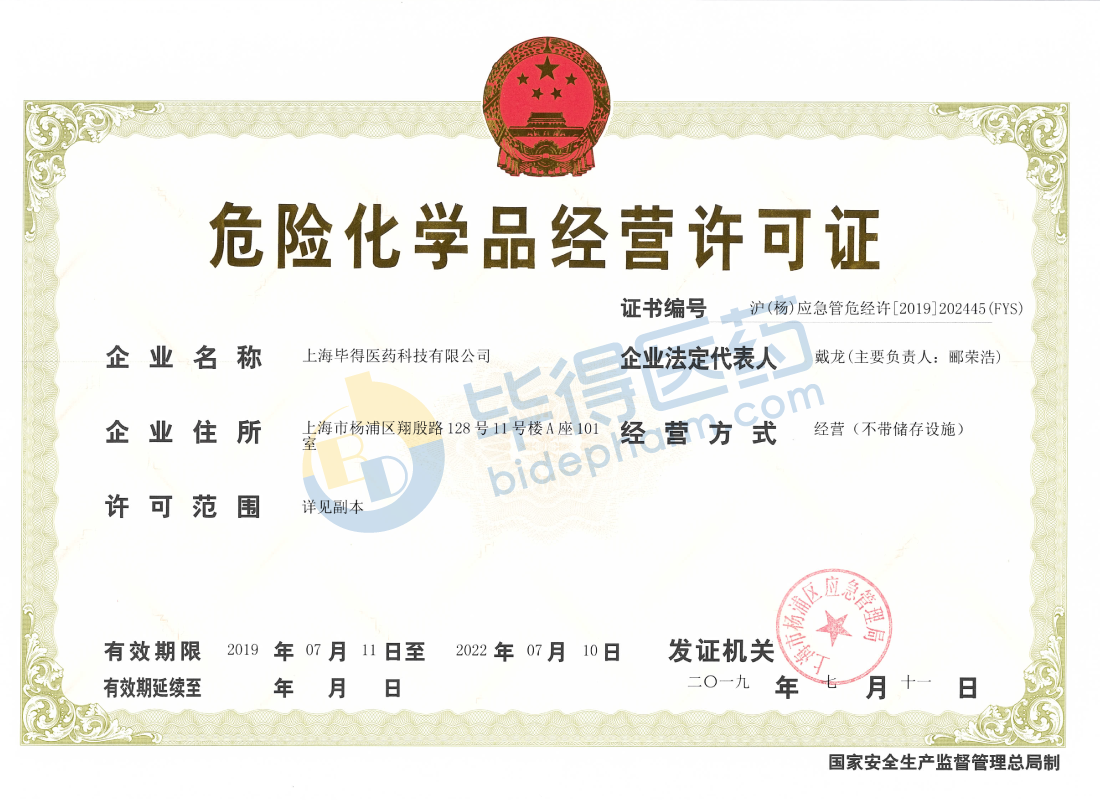 危险化学品经营许可证
证书编号 沪(杨)应急管危经许[2019]202445(FYS)
企业名称 上海毕得医药科技有限公司 企业法定代表人 戴龙(主要负责人：郦荣浩)
企业住所 上海市杨浦区翔殷路128号11号楼A座101
室
经营方式 经营（不带储存设施）
许可范围 详见副本
毕得医药
bidepharm.com
BD
上海市杨浦区应急管理局
有效期限 2019 年 07 月 11 日至 2022 年 07 月 10 日 发证机关
有效期延续至 年 月 日 二〇一九 年 七 月 十一 日
国家安全生产监督管理总局制